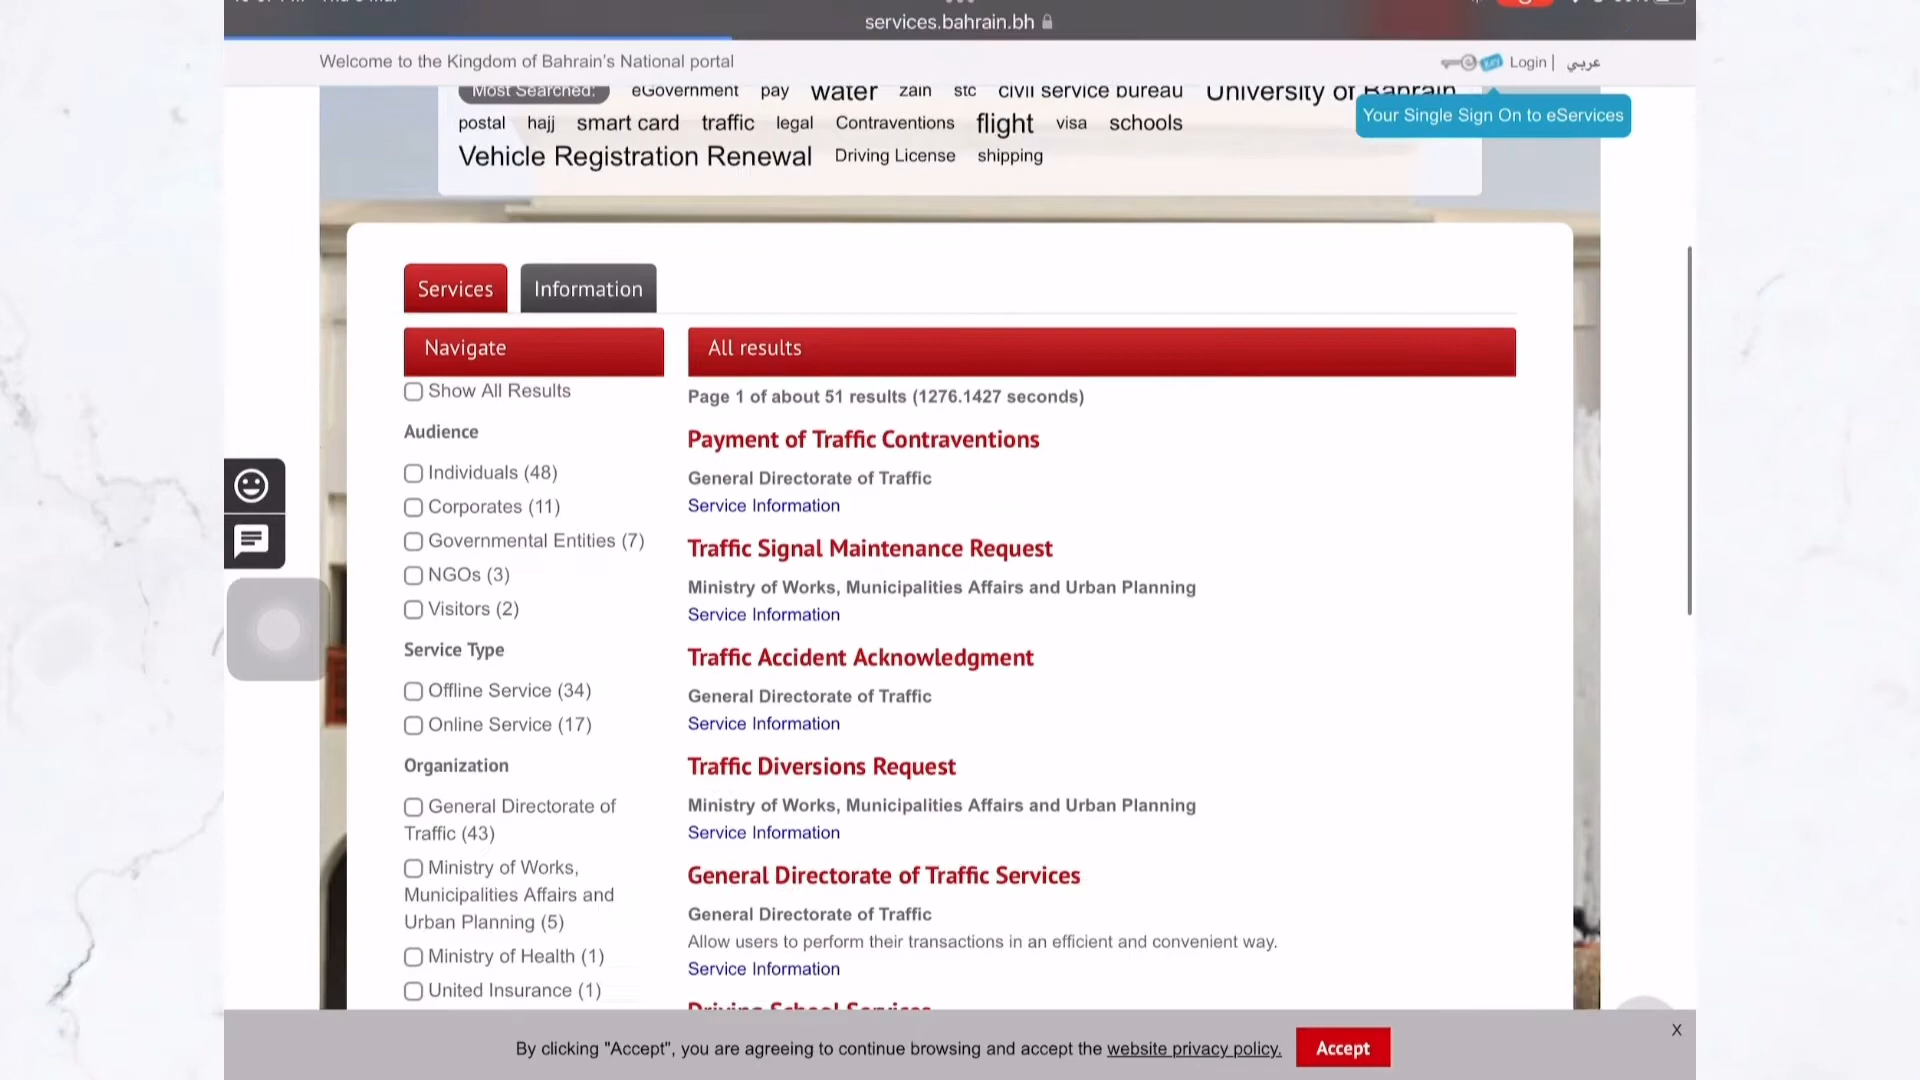 services.bahrain.bh
Welcome to the Kingdom of Bahrain's National portal
Login | عربي
Your Single Sign On to eServices
Most Searched: eGovernment pay water zain stc civil service bureau University of Bahrain
postal hajj smart card traffic legal Contraventions flight visa schools
Vehicle Registration Renewal Driving License shipping
Services Information
Navigate
Show All Results
Audience
Individuals (48)
Corporates (11)
Governmental Entities (7)
NGOs (3)
Visitors (2)
Service Type
Offline Service (34)
Online Service (17)
Organization
General Directorate of
Traffic (43)
Ministry of Works,
Municipalities Affairs and
Urban Planning (5)
Ministry of Health (1)
United Insurance (1)
All results
Page 1 of about 51 results (1276.1427 seconds)
Payment of Traffic Contraventions
General Directorate of Traffic
Service Information
Traffic Signal Maintenance Request
Ministry of Works, Municipalities Affairs and Urban Planning
Service Information
Traffic Accident Acknowledgment
General Directorate of Traffic
Service Information
Traffic Diversions Request
Ministry of Works, Municipalities Affairs and Urban Planning
Service Information
General Directorate of Traffic Services
General Directorate of Traffic
Allow users to perform their transactions in an efficient and convenient way.
Service Information
Driving School Services
By clicking "Accept", you are agreeing to continue browsing and accept the website privacy policy.
Accept
X